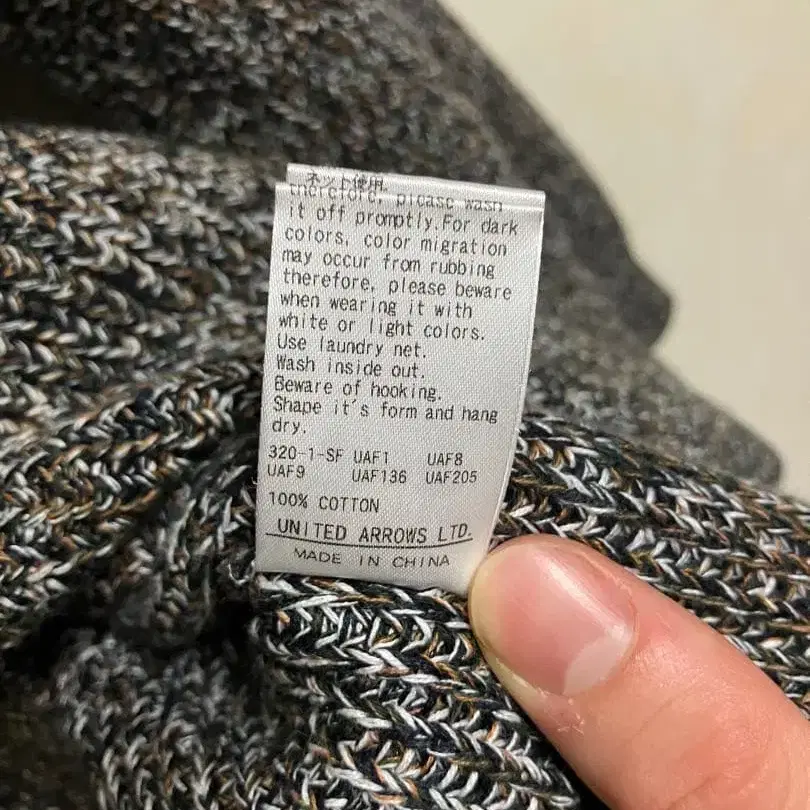 ネット使用
therefore, please wash
it off promptly.For dark
colors, color migration
may occur from rubbing
therefore, please beware
when wearing it with
white or light colors.
Use laundry net.
Wash inside out.
Beware of hooking.
Shape it's form and hang
dry.
320-1-SF UAF1 UAF8
UAF9 UAF136 UAF205
100% COTTON
UNITED ARROWS LTD.
MADE IN CHINA